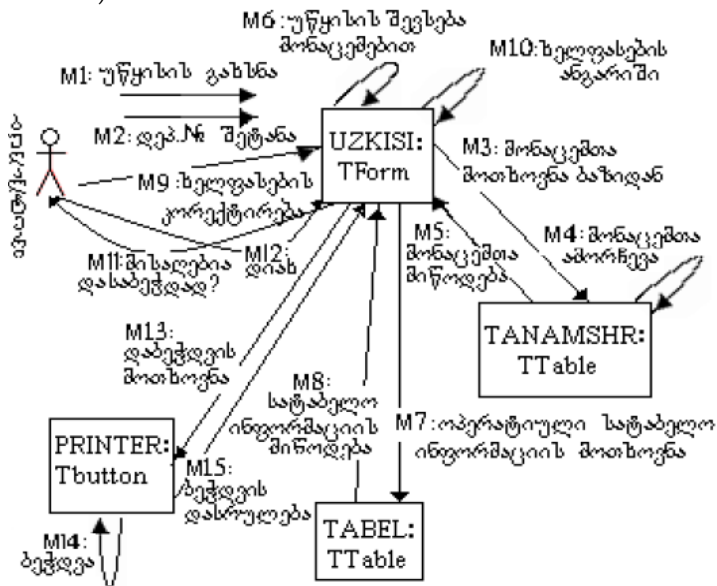 M6:უწყისის შევსება
მონაცემებით
M10:ხელფასების
ანგარიში
M1: უწყისის გახსნა
M2: დეპ.№ შეტანა
UZKISI:
TForm
M3: მონაცემთა
მოთხოვნა ბაზიდან
M9 :ხელფასების
კორექტირება
M5:
მონაცემთა
მიწოდება
M4: მონაცემთა
ამორჩევა
M11:მისაღებია
დასაბეჭდად?
M12:
დიახ
M13:
დაბეჭდვის
მოთხოვნა
TANAMSHR:
TTable
M8:
სატაბელო
ინფორმაციის
მიწოდება
M7:ოპერატიული სატაბელო
ინფორმაციის მოთხოვნა
PRINTER:
Tbutton
M15:
ბეჭდვის
დასრულება
TABEL:
TTable
M14:
ბეჭდვა